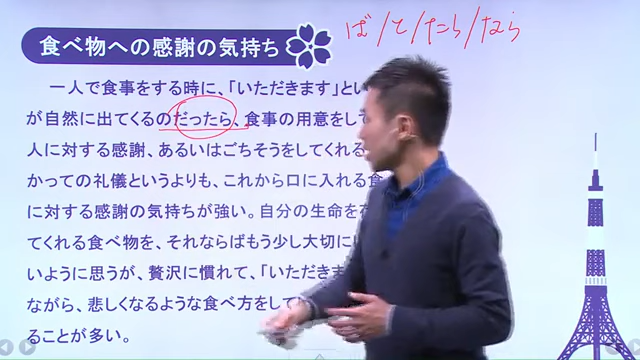 食べ物への感謝の気持ち
ば/と/たら/なら
一人で食事をする時に、「いただきます」とい
が自然に出てくるのだったら、食事の用意をし
人に対する感謝、あるいはごちそうをしてくれる
かっての礼儀というよりも、これから口に入れる食
に対する感謝の気持ちが強い。自分の生命を
てくれる食べ物を、それならばもう少し大切に
いように思うが、贅沢に慣れて、「いただきま
ながら、悲しくなるような食べ方をして
ることが多い。